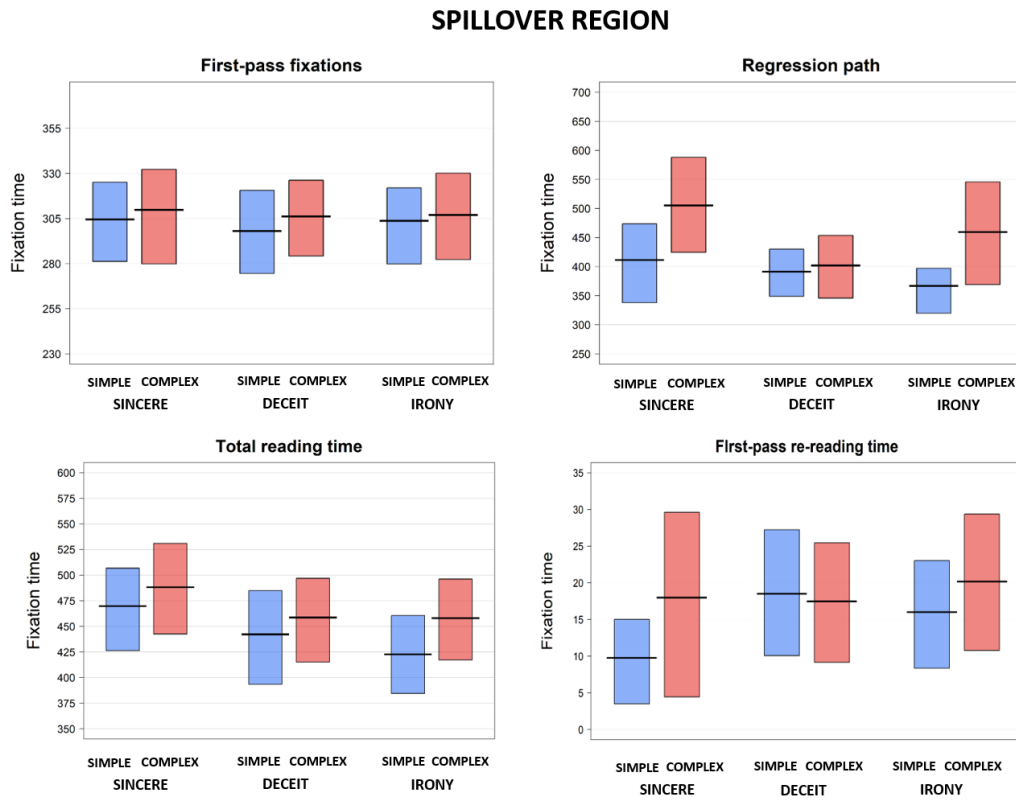 SPILLOVER REGION
First-pass fixations
Fixation time
355
330
305
280
255
230
SIMPLE COMPLEX SIMPLE COMPLEX SIMPLE COMPLEX
SINCERE DECEIT IRONY
Regression path
Fixation time
700
650
600
550
500
450
400
350
300
250
SIMPLE COMPLEX SIMPLE COMPLEX SIMPLE COMPLEX
SINCERE DECEIT IRONY
Total reading time
Fixation time
600
575
550
525
500
475
450
425
400
375
350
SIMPLE COMPLEX SIMPLE COMPLEX SIMPLE COMPLEX
SINCERE DECEIT IRONY
FIrst-pass re-reading time
Fixation time
35
30
25
20
15
10
5
0
SIMPLE COMPLEX SIMPLE COMPLEX SIMPLE COMPLEX
SINCERE DECEIT IRONY